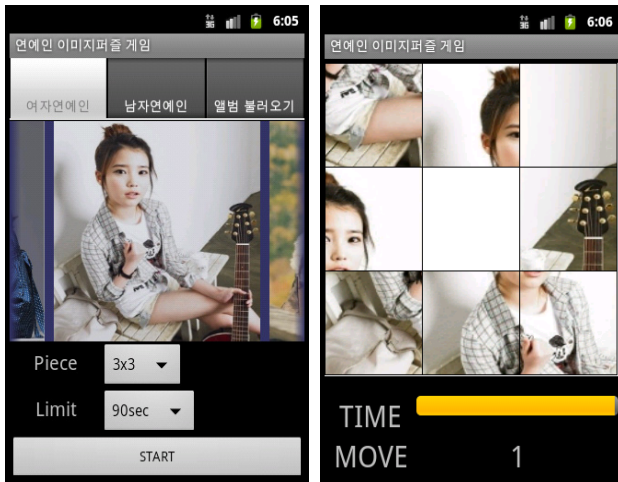 3G 6:05
연예인 이미지퍼즐 게임
여자연예인 남자연예인 앨범 불러오기
Piece 3x3
Limit 90sec
START
3G 6:06
연예인 이미지퍼즐 게임
TIME
MOVE 1